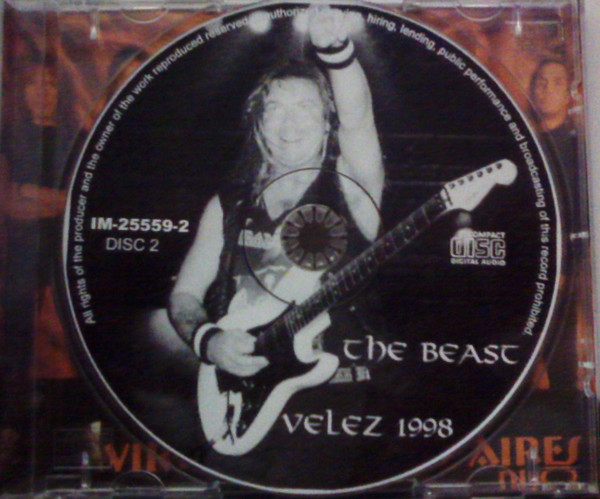 All rights of the producer and the owner of the work reproduced reserved. hiring, lending, public performance and broadcasting of this record prohibited.
IM-25559-2
DISC 2
COMPACT
disc
DIGITAL AUDIO
THE BEAST
VELEZ 1998
AIRES